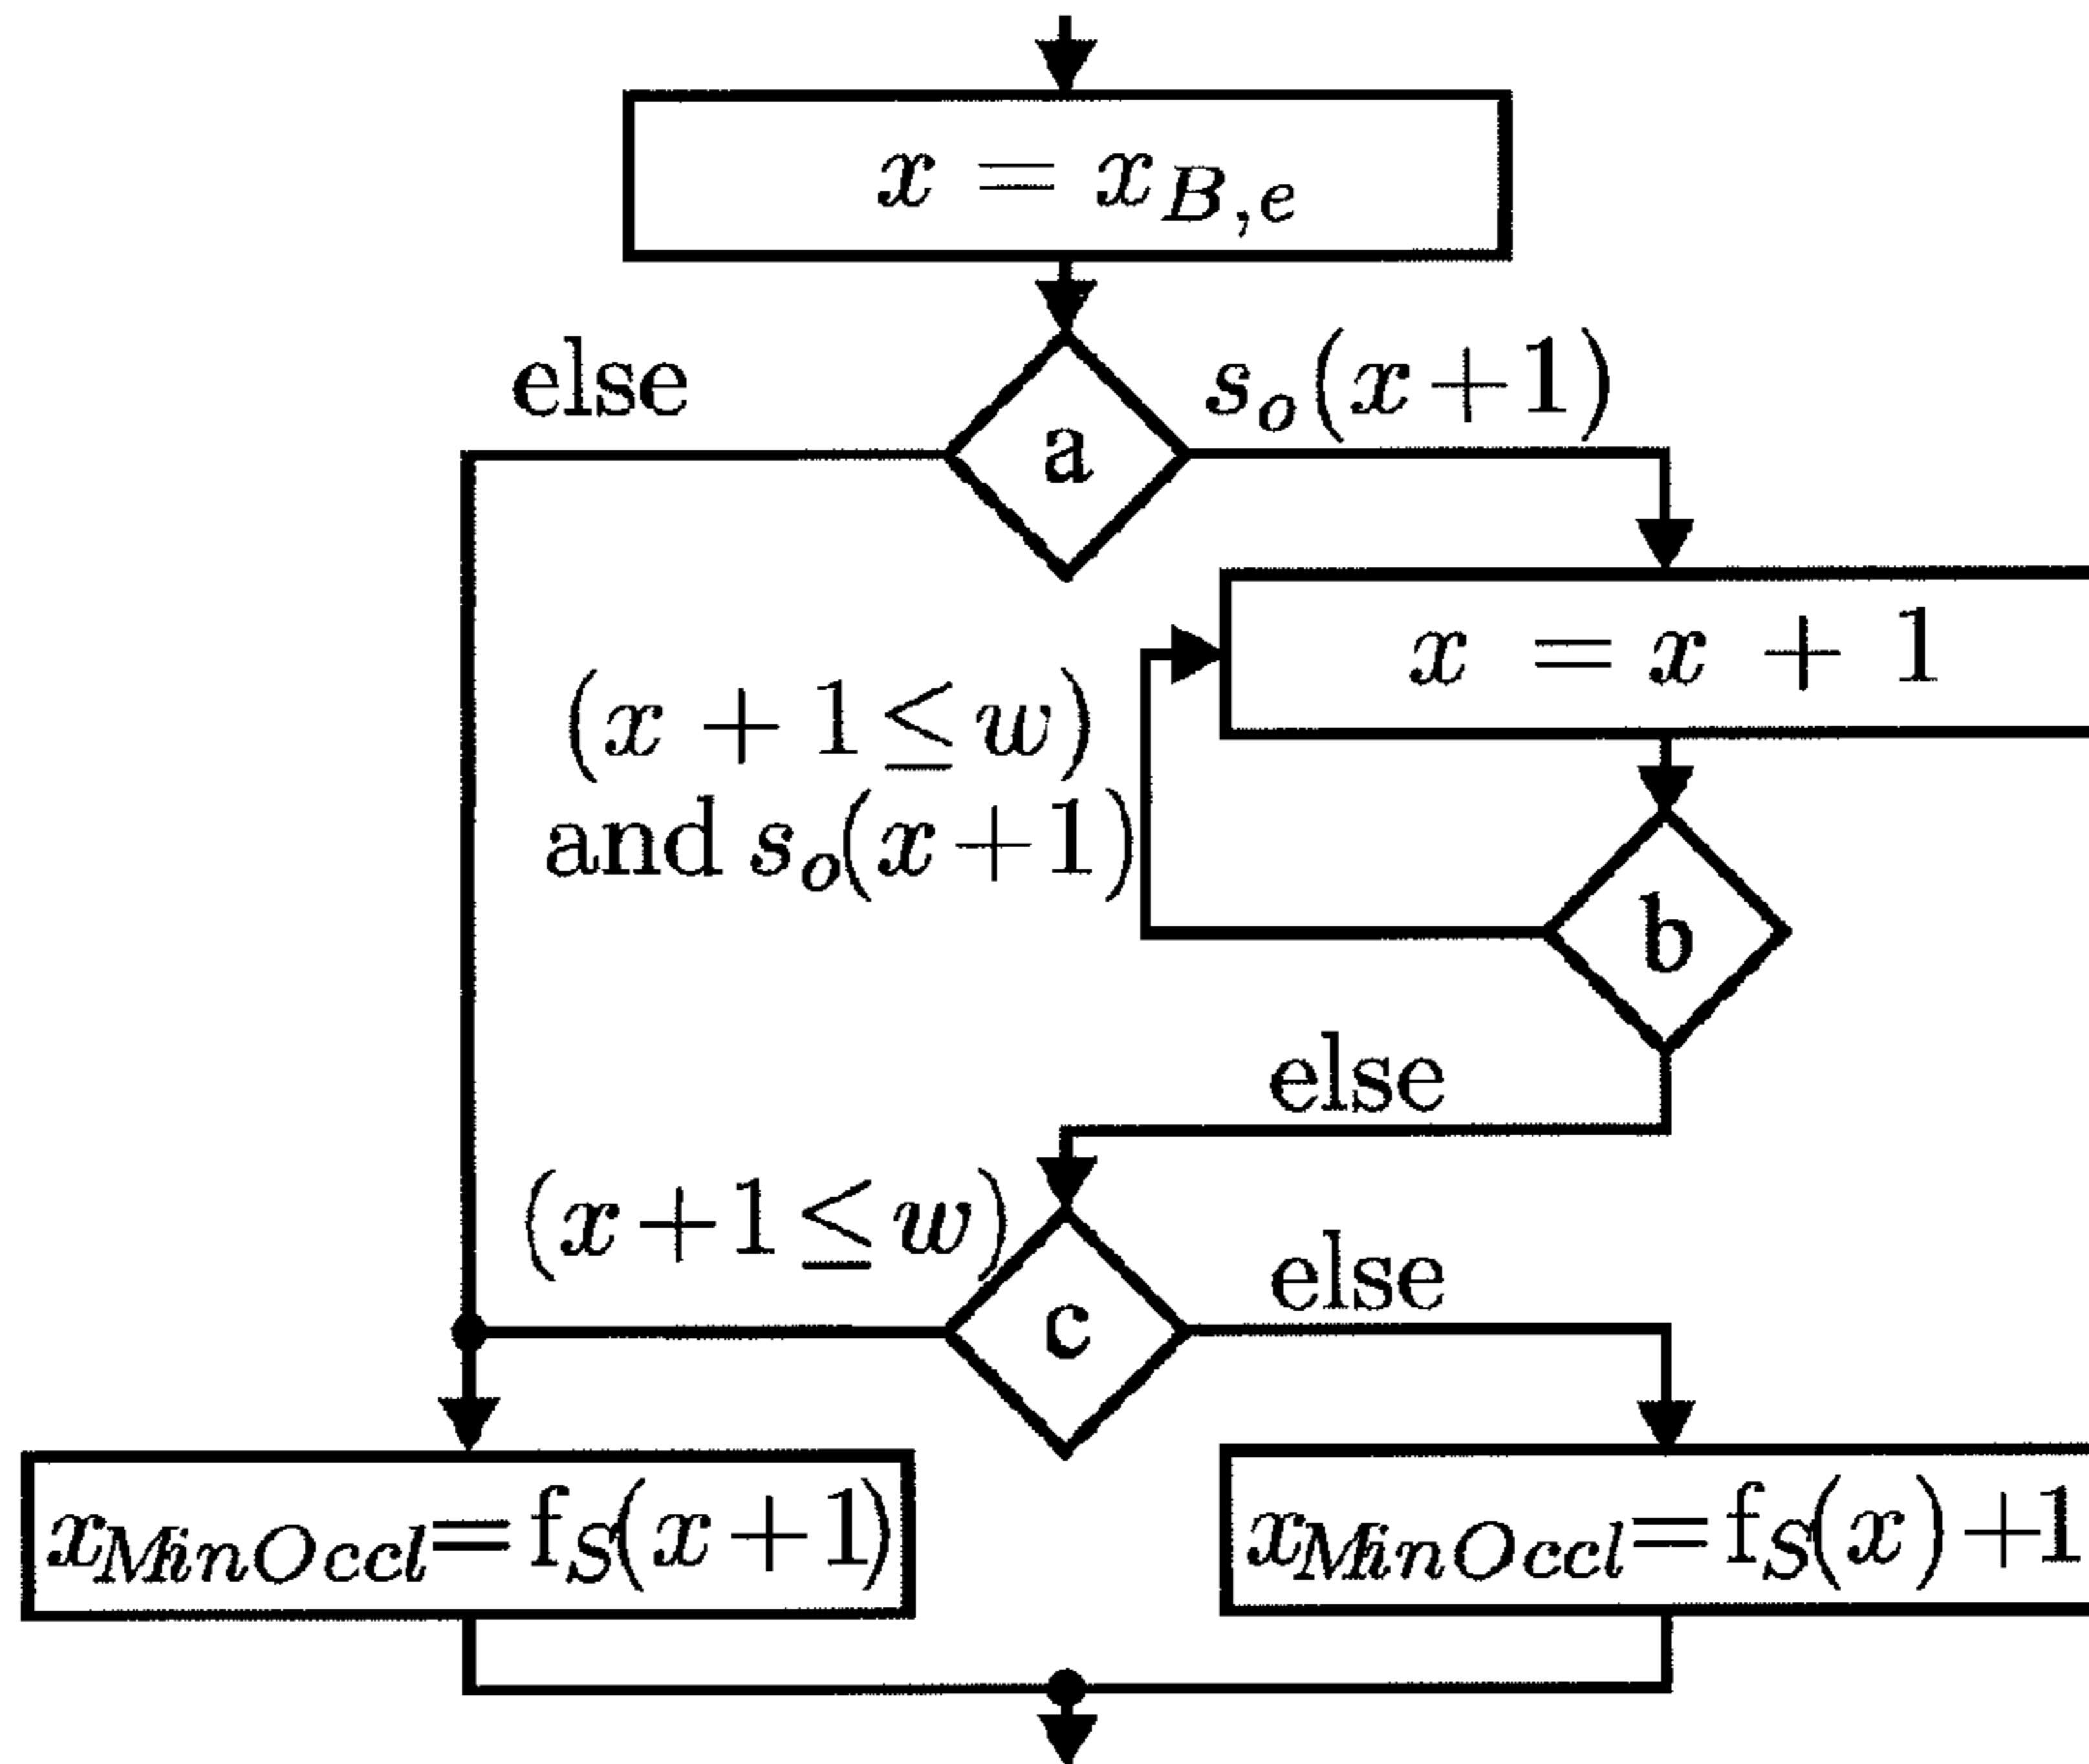 x = x_{B,e}
else
s_o(x+1)
a
x = x + 1
(x + 1 ≤ w)
and s_o(x+1)
b
else
(x+1 ≤ w)
else
c
x_{MinOccl}=f_S(x+1)
x_{MinOccl}=f_S(x)+1